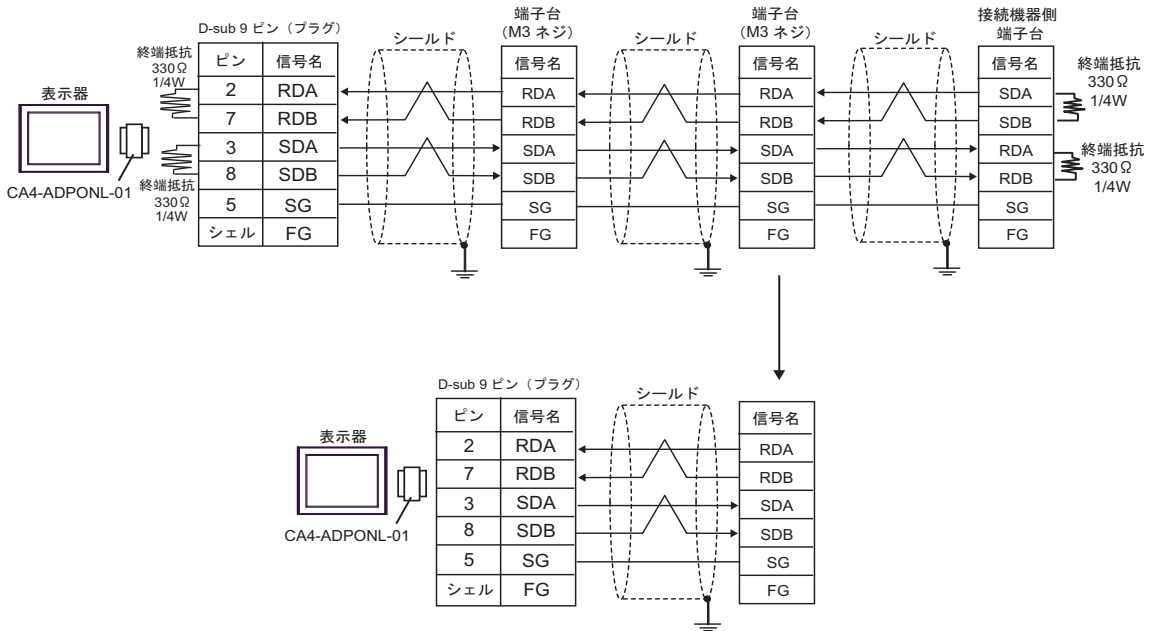 D-sub 9 ピン（プラグ）
端子台
（M3 ネジ）
端子台
（M3 ネジ）
接続機器側
端子台
シールド
シールド
シールド
終端抵抗
330Ω
1/4W
表示器
CA4-ADPONL-01
終端抵抗
330Ω
1/4W
ピン 信号名
2 RDA
7 RDB
3 SDA
8 SDB
5 SG
シェル FG
信号名
RDA
RDB
SDA
SDB
SG
FG
信号名
RDA
RDB
SDA
SDB
SG
FG
信号名
SDA
SDB
RDA
RDB
SG
FG
終端抵抗
330Ω
1/4W
終端抵抗
330Ω
1/4W
D-sub 9 ピン（プラグ）
シールド
表示器
CA4-ADPONL-01
ピン 信号名
2 RDA
7 RDB
3 SDA
8 SDB
5 SG
シェル FG
信号名
RDA
RDB
SDA
SDB
SG
FG